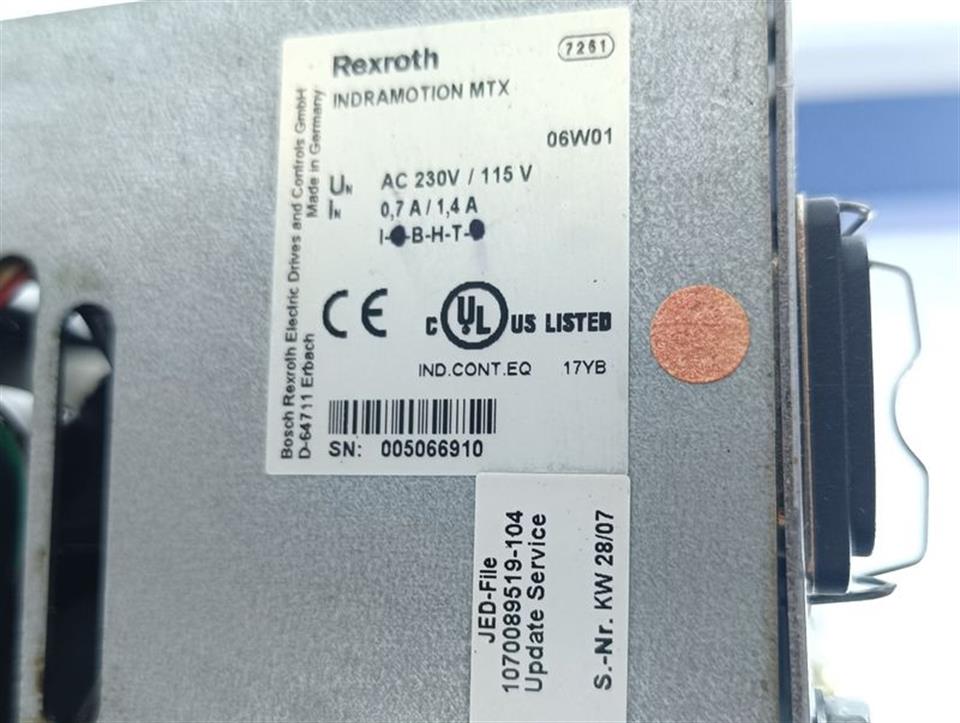 Rexroth
7261
INDRAMOTION MTX
06W01
UN AC 230V / 115 V
IN 0,7 A / 1,4 A
I-●-B-H-T-●
Bosch Rexroth Electric Drives and Controls GmbH
D-64711 Erbach Made in Germany
CE
C UL US LISTED
IND.CONT.EQ 17YB
SN: 005066910
JED-File
1070089519-104
Update Service
S.-Nr. KW 28/07